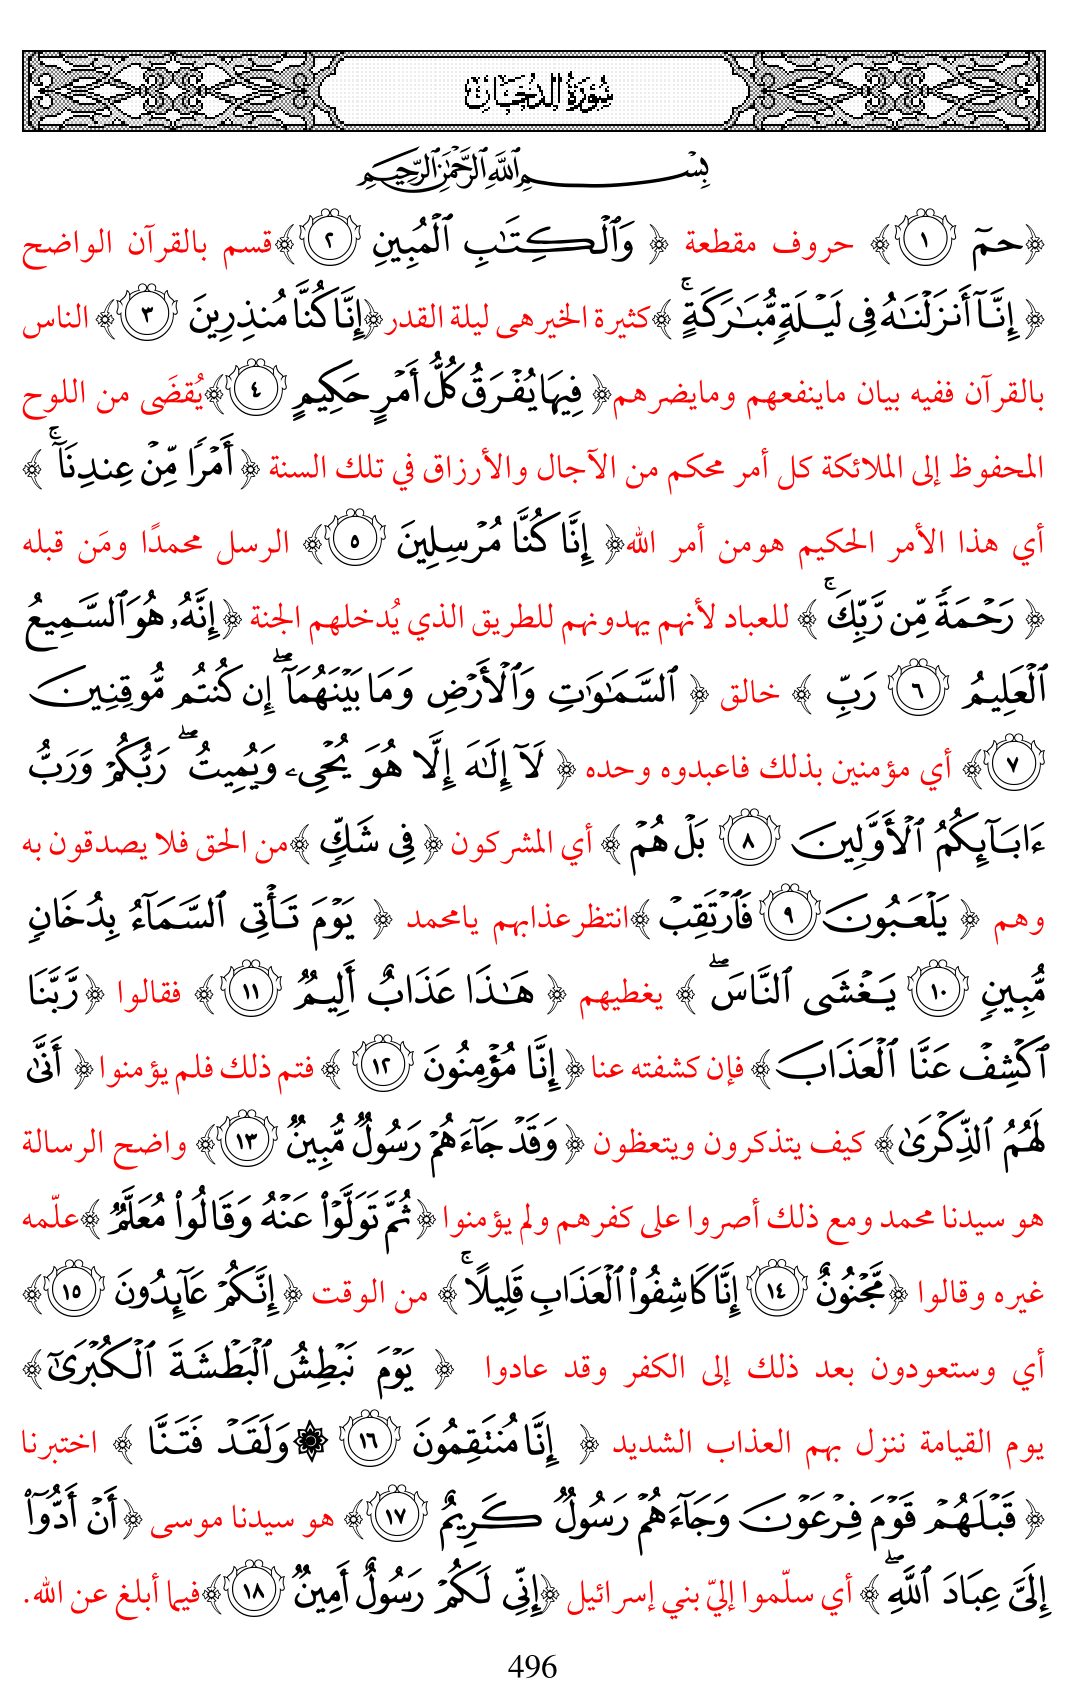 سُورَةُ الدُّخَانِ
بِسْمِ اللَّهِ الرَّحْمَٰنِ الرَّحِيمِ
﴿حمٓ ١﴾ حروف مقطعة ﴿ وَٱلْكِتَٰبِ ٱلْمُبِينِ ٢﴾قسم بالقرآن الواضح
﴿ إِنَّآ أَنزَلْنَٰهُ فِى لَيْلَةٍ مُّبَٰرَكَةٍ ۚ﴾كثيرة الخيرهى ليلة القدر﴿إِنَّا كُنَّا مُنذِرِينَ ٣﴾الناس
بالقرآن ففيه بيان ماينفعهم ومايضرهم﴿ فِيهَا يُفْرَقُ كُلُّ أَمْرٍ حَكِيمٍ ٤﴾يُقضَى من اللوح
المحفوظ إلى الملائكة كل أمر محكم من الآجال والأرزاق في تلك السنة ﴿ أَمْرًا مِّنْ عِندِنَآ ۚ ﴾
أي هذا الأمر الحكيم هومن أمر الله﴿ إِنَّا كُنَّا مُرْسِلِينَ ٥﴾ الرسل محمدًا ومَن قبله
﴿ رَحْمَةً مِّن رَّبِّكَ ۚ ﴾ للعباد لأنهم يهدونهم للطريق الذي يُدخلهم الجنة ﴿ إِنَّهُۥ هُوَ ٱلسَّمِيعُ
ٱلْعَلِيمُ ٦ رَبِّ ﴾ خالق ﴿ ٱلسَّمَٰوَٰتِ وَٱلْأَرْضِ وَمَا بَيْنَهُمَآ ۖ إِن كُنتُم مُّوقِنِينَ
٧﴾ أي مؤمنين بذلك فاعبدوه وحده ﴿ لَآ إِلَٰهَ إِلَّا هُوَ يُحْىِۦ وَيُمِيتُ ۖ رَبُّكُمْ وَرَبُّ
ءَابَآئِكُمُ ٱلْأَوَّلِينَ ٨ بَلْ هُمْ ﴾ أي المشركون ﴿ فِى شَكٍّ ﴾من الحق فلا يصدقون به
وهم ﴿ يَلْعَبُونَ ٩ فَٱرْتَقِبْ ﴾انتظرعذابهم يامحمد ﴿ يَوْمَ تَأْتِى ٱلسَّمَآءُ بِدُخَانٍ
مُّبِينٍ ١٠ يَغْشَى ٱلنَّاسَ ۖ ﴾ يغطيهم ﴿ هَٰذَا عَذَابٌ أَلِيمٌ ١١﴾ فقالوا ﴿ رَّبَّنَا
ٱكْشِفْ عَنَّا ٱلْعَذَابَ ﴾ فإن كشفته عنا ﴿ إِنَّا مُؤْمِنُونَ ١٢ ﴾ فتم ذلك فلم يؤمنوا ﴿ أَنَّىٰ
لَهُمُ ٱلذِّكْرَىٰ ﴾ كيف يتذكرون ويتعظون ﴿ وَقَدْ جَآءَهُمْ رَسُولٌ مُّبِينٌ ١٣﴾ واضح الرسالة
هو سيدنا محمد ومع ذلك أصروا على كفرهم ولم يؤمنوا ﴿ ثُمَّ تَوَلَّوْا۟ عَنْهُ وَقَالُوا۟ مُعَلَّمٌ ﴾علّمه
غيره وقالوا ﴿مَّجْنُونٌ ١٤ إِنَّا كَاشِفُوا۟ ٱلْعَذَابِ قَلِيلًا ۚ ﴾ من الوقت ﴿ إِنَّكُمْ عَآئِدُونَ ١٥﴾
أي وستعودون بعد ذلك إلى الكفر وقد عادوا ﴿ يَوْمَ نَبْطِشُ ٱلْبَطْشَةَ ٱلْكُبْرَىٰٓ ﴾
يوم القيامة ننزل بهم العذاب الشديد ﴿ إِنَّا مُنتَقِمُونَ ١٦ ۞ وَلَقَدْ فَتَنَّا ﴾ اختبرنا
﴿ قَبْلَهُمْ قَوْمَ فِرْعَوْنَ وَجَآءَهُمْ رَسُولٌ كَرِيمٌ ١٧﴾ هو سيدنا موسى ﴿ أَنْ أَدُّوٓا۟
إِلَىَّ عِبَادَ ٱللَّهِ ۖ ﴾ أي سلّموا إليّ بني إسرائيل ﴿إِنِّى لَكُمْ رَسُولٌ أَمِينٌ ١٨﴾فيما أبلغ عن الله.
496